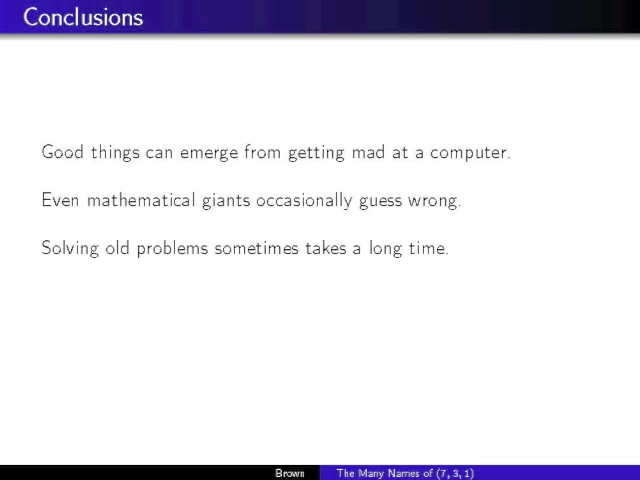 Conclusions
Good things can emerge from getting mad at a computer.
Even mathematical giants occasionally guess wrong.
Solving old problems sometimes takes a long time.
Brown The Many Names of (7, 3, 1)